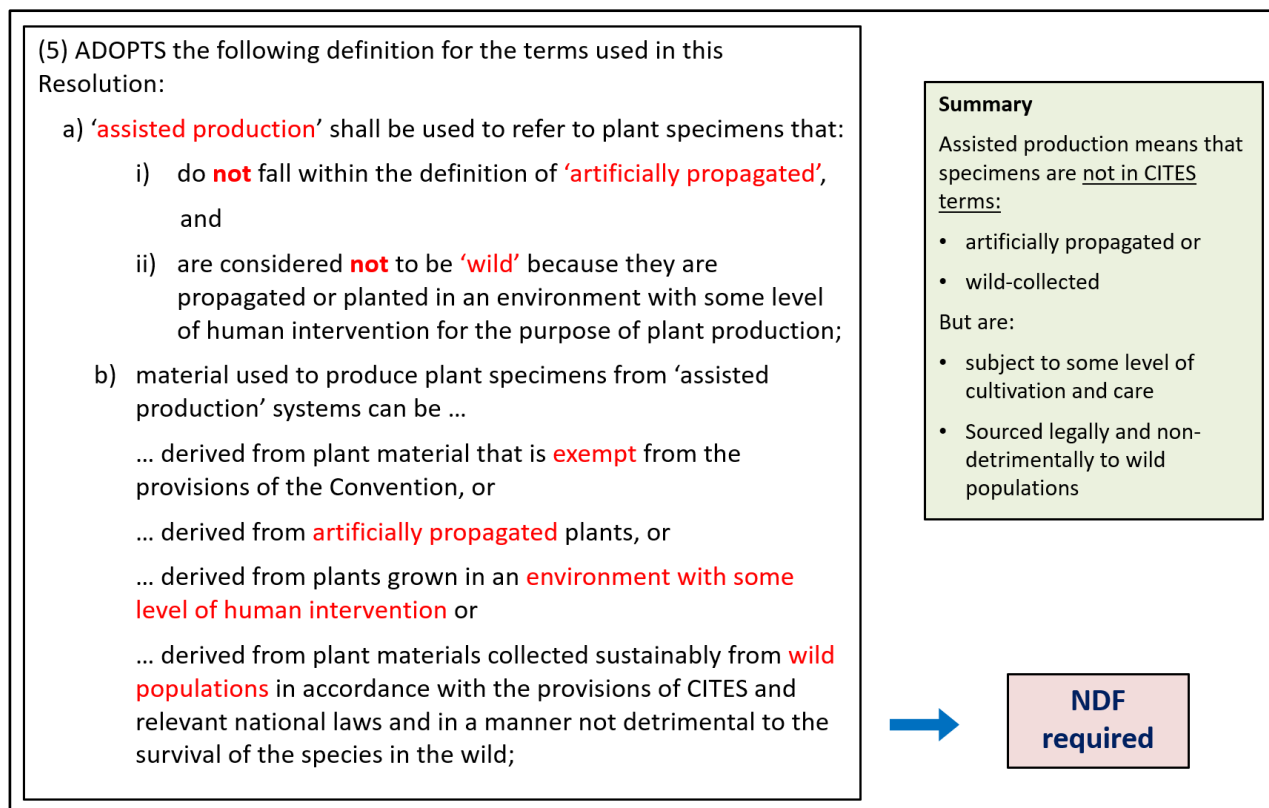 (5) ADOPTS the following definition for the terms used in this
Resolution:
a) ‘assisted production’ shall be used to refer to plant specimens that:
i) do not fall within the definition of ‘artificially propagated’,
and
ii) are considered not to be ‘wild’ because they are
propagated or planted in an environment with some level
of human intervention for the purpose of plant production;
b) material used to produce plant specimens from ‘assisted
production’ systems can be ...
... derived from plant material that is exempt from the
provisions of the Convention, or
... derived from artificially propagated plants, or
... derived from plants grown in an environment with some
level of human intervention or
... derived from plant materials collected sustainably from wild
populations in accordance with the provisions of CITES and
relevant national laws and in a manner not detrimental to the
survival of the species in the wild;
Summary
Assisted production means that
specimens are not in CITES
terms:
• artificially propagated or
• wild-collected
But are:
• subject to some level of
cultivation and care
• Sourced legally and non-
detrimentally to wild
populations
NDF
required